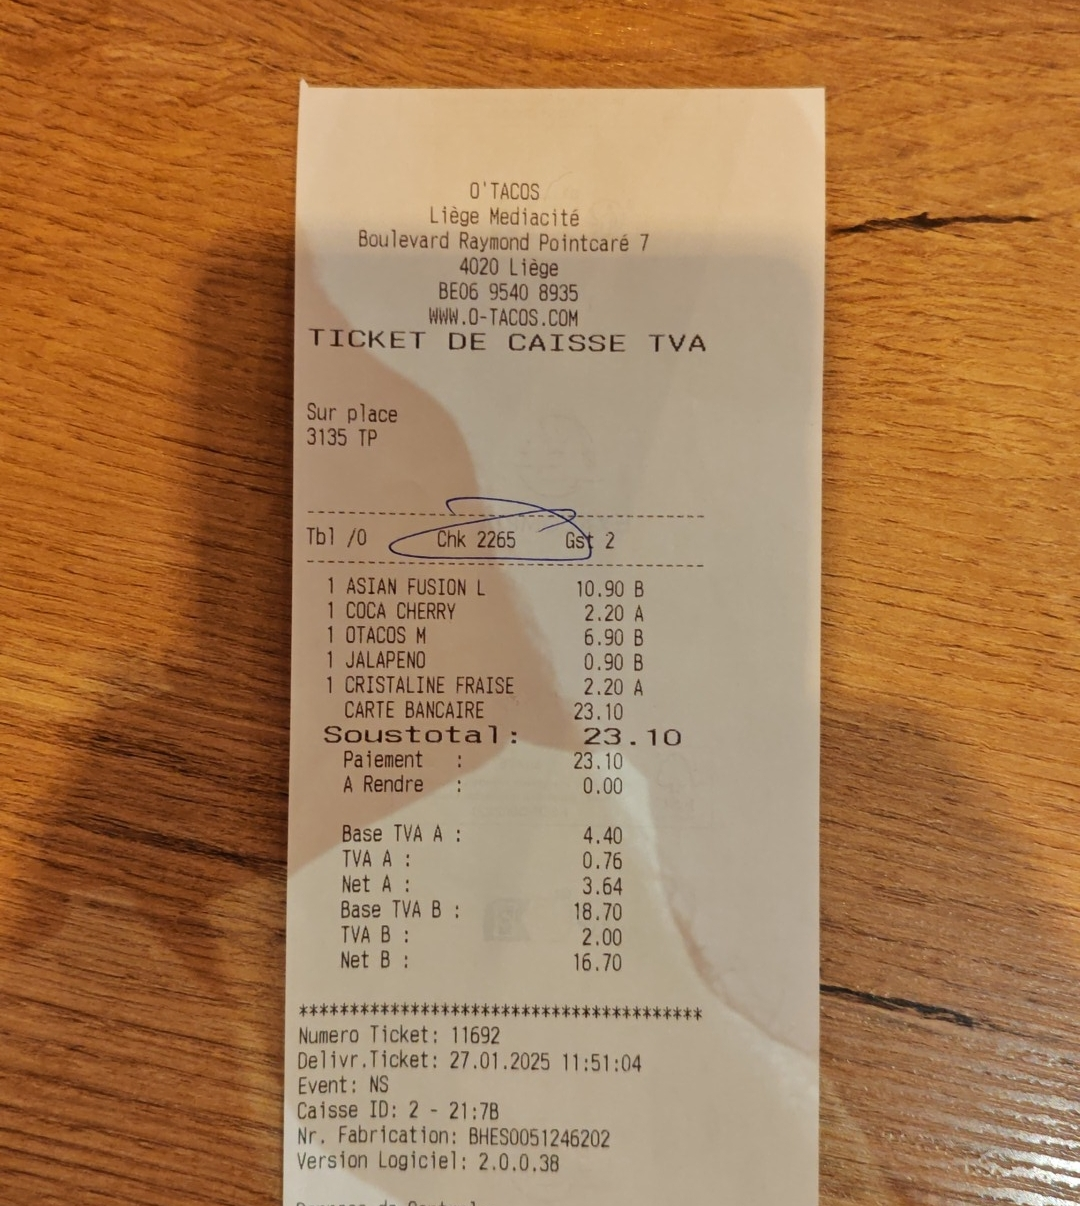 O'TACOS
Liège Mediacité
Boulevard Raymond Pointcaré 7
4020 Liège
BE06 9540 8935
WWW.O-TACOS.COM
TICKET DE CAISSE TVA
Sur place
3135 TP
Tbl /0 Chk 2265 Gst 2
1 ASIAN FUSION L 10.90 B
1 COCA CHERRY 2.20 A
1 OTACOS M 6.90 B
1 JALAPENO 0.90 B
1 CRISTALINE FRAISE 2.20 A
CARTE BANCAIRE 23.10
Soustotal: 23.10
Paiement : 23.10
A Rendre : 0.00
Base TVA A : 4.40
TVA A : 0.76
Net A : 3.64
Base TVA B : 18.70
TVA B : 2.00
Net B : 16.70
****************************************
Numero Ticket: 11692
Delivr.Ticket: 27.01.2025 11:51:04
Event: NS
Caisse ID: 2 - 21:7B
Nr. Fabrication: BHES0051246202
Version Logiciel: 2.0.0.38